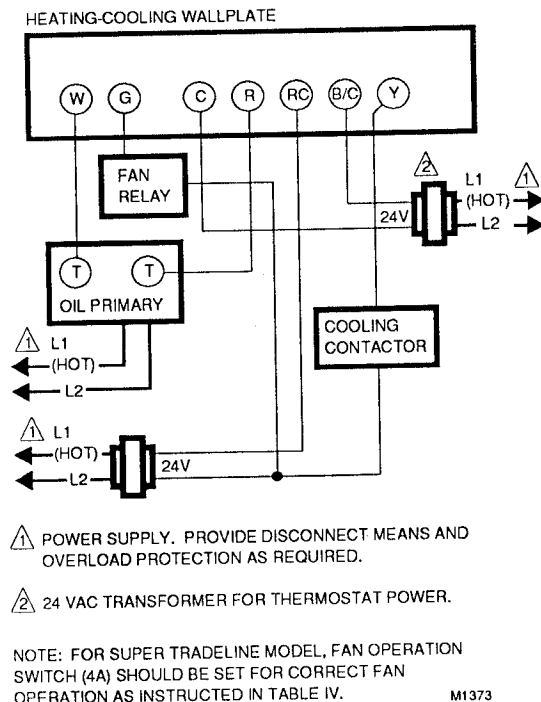 HEATING-COOLING WALLPLATE
W G C R RC B/C Y
FAN
RELAY
2
L1
1
(HOT)
24V
L2
T T
OIL PRIMARY
COOLING
CONTACTOR
1 L1
(HOT)
L2
1 L1
(HOT)
24V
L2
1 POWER SUPPLY. PROVIDE DISCONNECT MEANS AND
OVERLOAD PROTECTION AS REQUIRED.
2 24 VAC TRANSFORMER FOR THERMOSTAT POWER.
NOTE: FOR SUPER TRADELINE MODEL, FAN OPERATION
SWITCH (4A) SHOULD BE SET FOR CORRECT FAN
OPERATION AS INSTRUCTED IN TABLE IV.
M1373